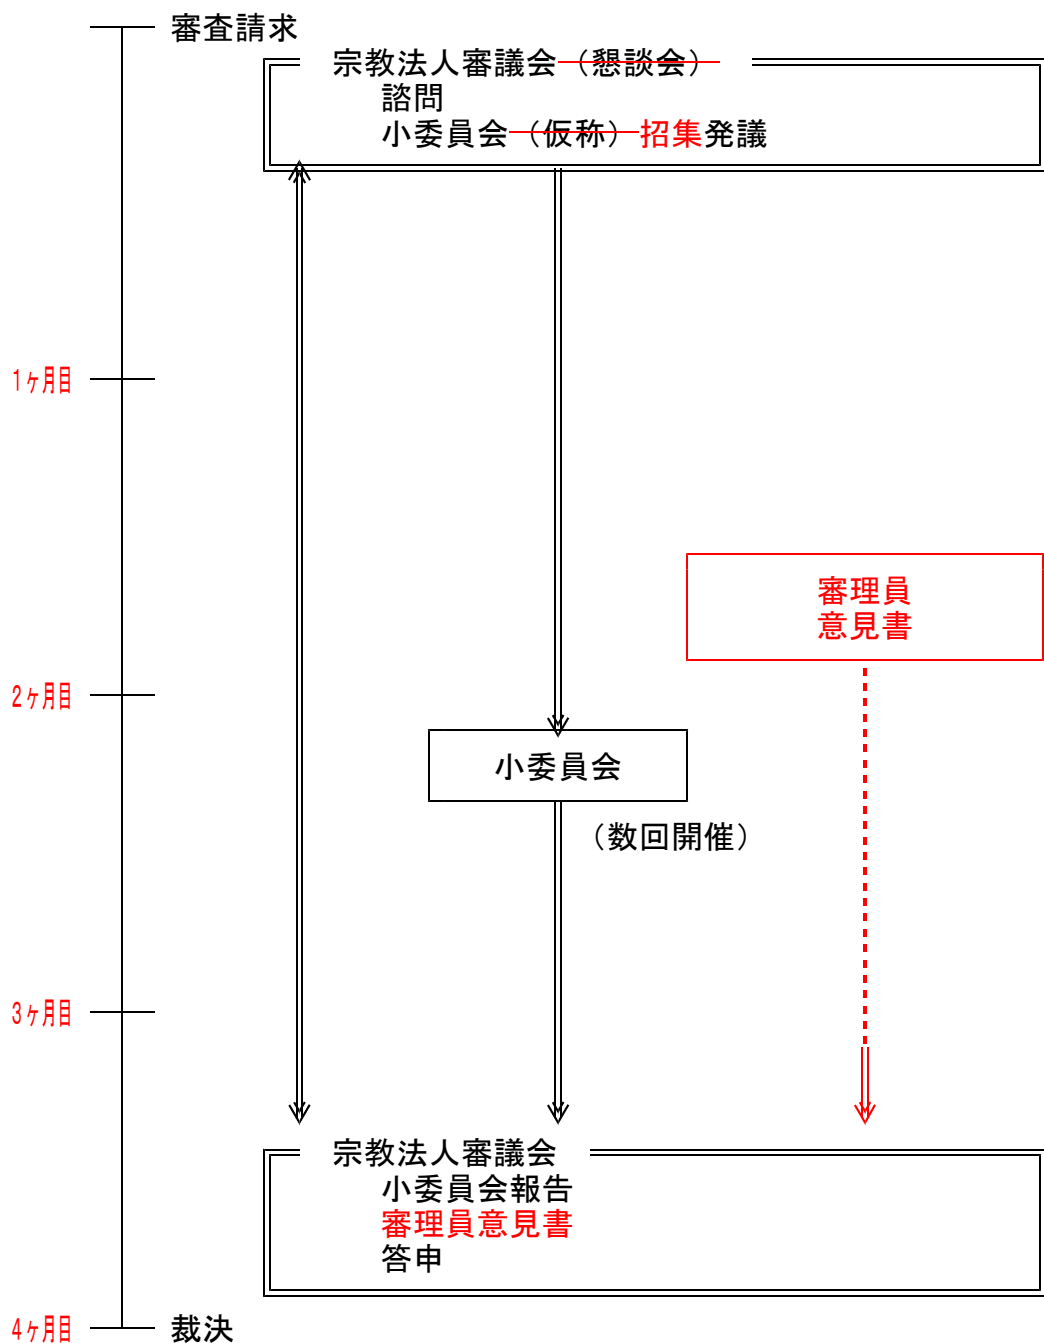 審査請求
宗教法人審議会（懇談会）
諮問
小委員会（仮称）招集発議
1ヶ月目
審理員
意見書
2ヶ月目
小委員会
（数回開催）
3ヶ月目
宗教法人審議会
小委員会報告
審理員意見書
答申
4ヶ月目
裁決